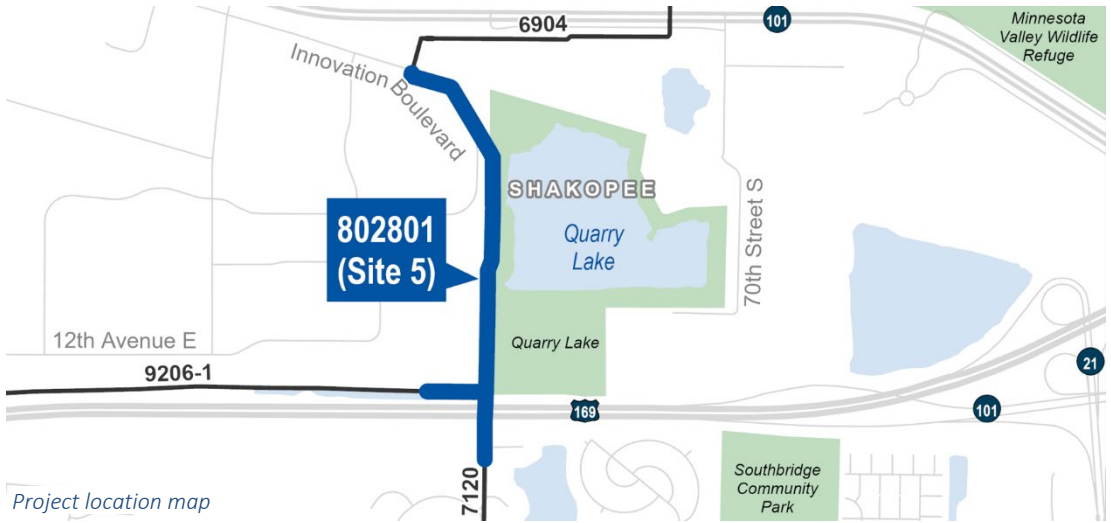 6904
101
Minnesota
Valley Wildlife
Refuge
Innovation Boulevard
SHAKOPEE
802801
(Site 5)
Quarry
Lake
70th Street S
12th Avenue E
Quarry Lake
9206-1
21
169
101
7120
Southbridge
Community
Park
Project location map